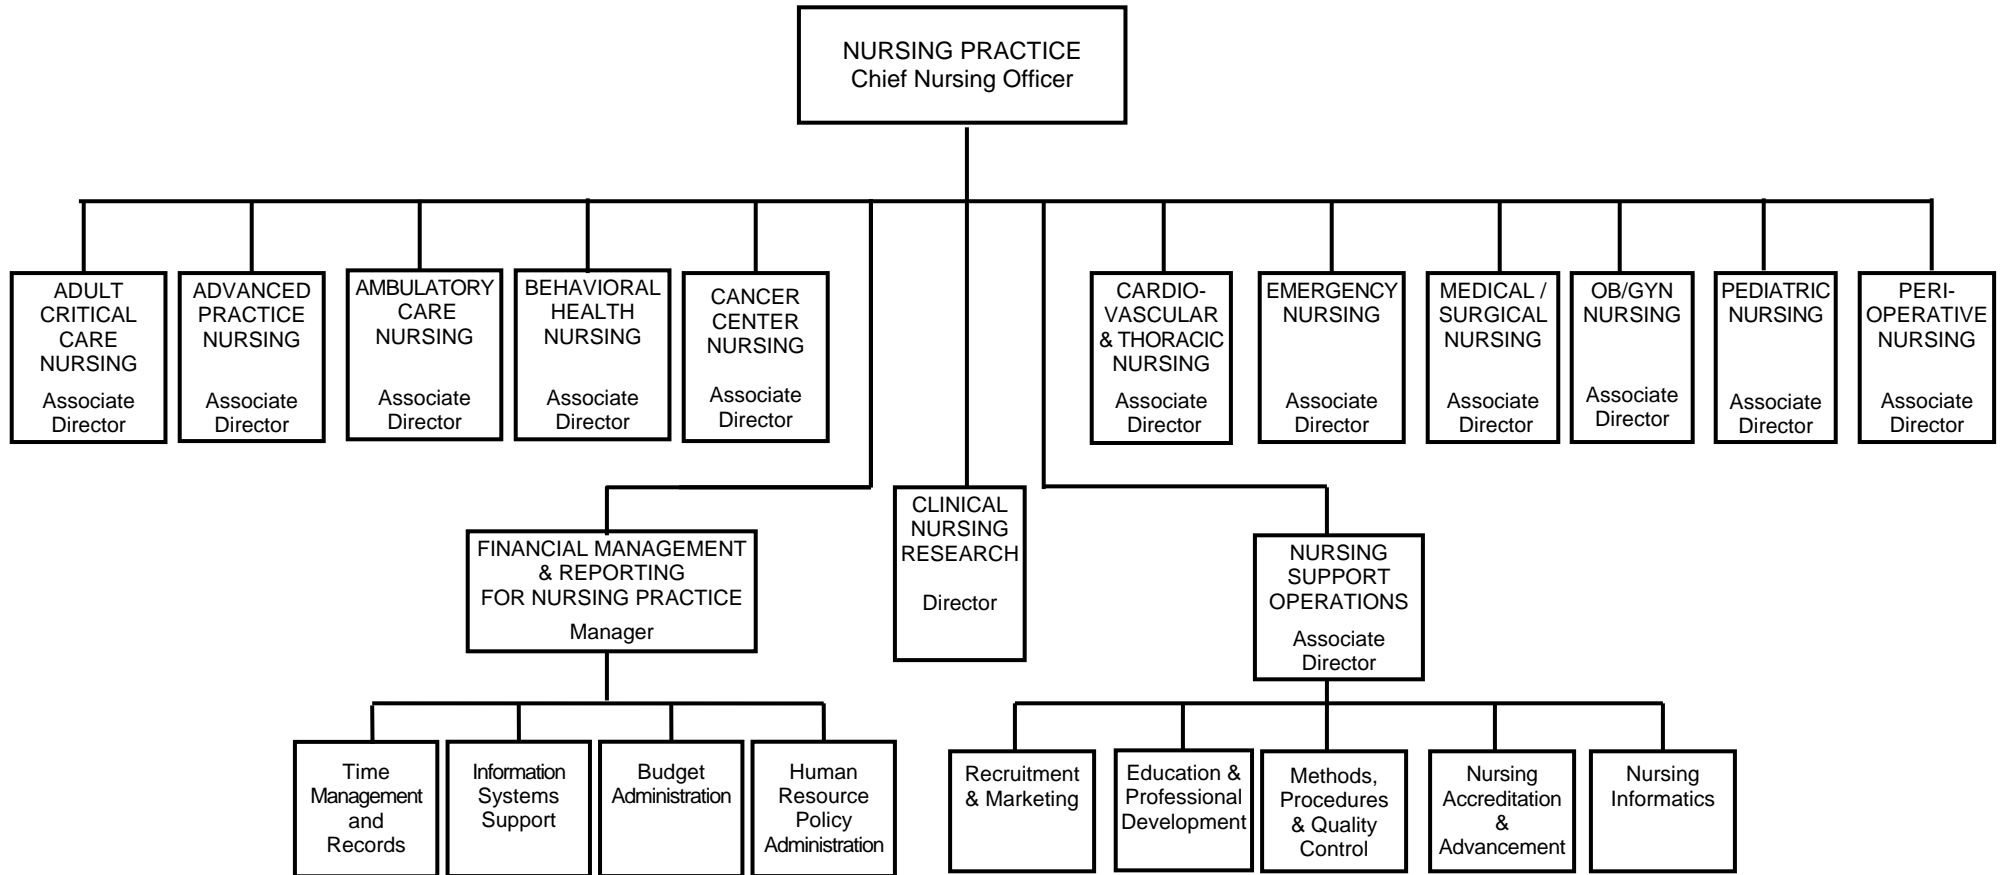 NURSING PRACTICE
Chief Nursing Officer
ADULT
CRITICAL
CARE
NURSING
Associate
Director
ADVANCED
PRACTICE
NURSING
Associate
Director
AMBULATORY
CARE
NURSING
Associate
Director
BEHAVIORAL
HEALTH
NURSING
Associate
Director
CANCER
CENTER
NURSING
Associate
Director
CARDIO-
VASCULAR
& THORACIC
NURSING
Associate
Director
EMERGENCY
NURSING
Associate
Director
MEDICAL /
SURGICAL
NURSING
Associate
Director
OB/GYN
NURSING
Associate
Director
PEDIATRIC
NURSING
Associate
Director
PERI-
OPERATIVE
NURSING
Associate
Director
FINANCIAL MANAGEMENT
& REPORTING
FOR NURSING PRACTICE
Manager
CLINICAL
NURSING
RESEARCH
Director
NURSING
SUPPORT
OPERATIONS
Associate
Director
Time
Management
and
Records
Information
Systems
Support
Budget
Administration
Human
Resource
Policy
Administration
Recruitment
& Marketing
Education &
Professional
Development
Methods,
Procedures
& Quality
Control
Nursing
Accreditation
&
Advancement
Nursing
Informatics